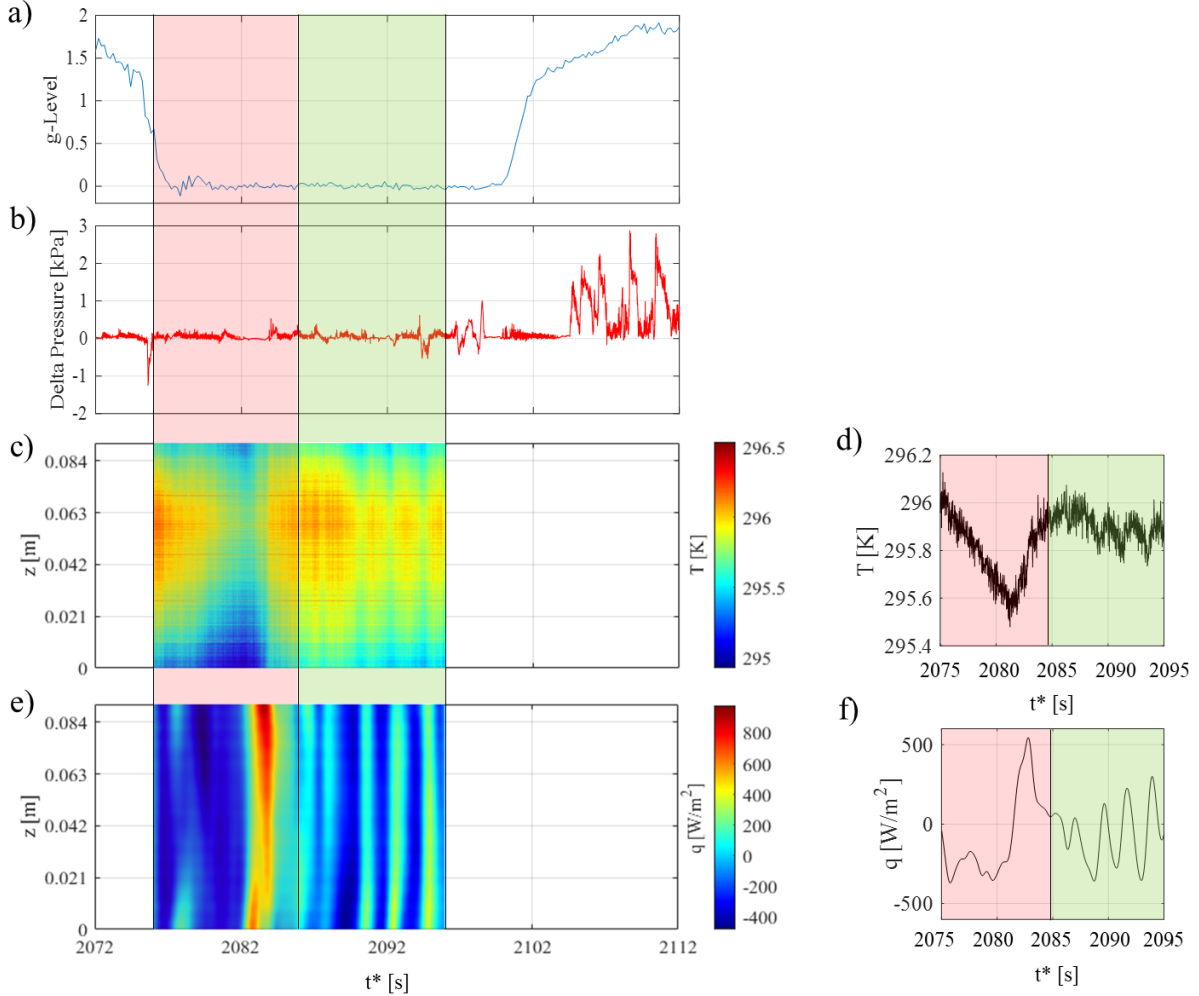 a)
2
1.5
1
0.5
0
g-Level
b)
3
2
1
0
-1
-2
Delta Pressure [kPa]
c)
0.084
0.063
0.042
0.021
0
z [m]
296.5
296
295.5
295
T [K]
d)
296.2
296
295.8
295.6
295.4
T [K]
2075 2080 2085 2090 2095
t* [s]
e)
0.084
0.063
0.042
0.021
0
z [m]
2072 2082 2092 2102 2112
t* [s]
800
600
400
200
0
-200
-400
q [W/m²]
f)
500
0
-500
q [W/m²]
2075 2080 2085 2090 2095
t* [s]